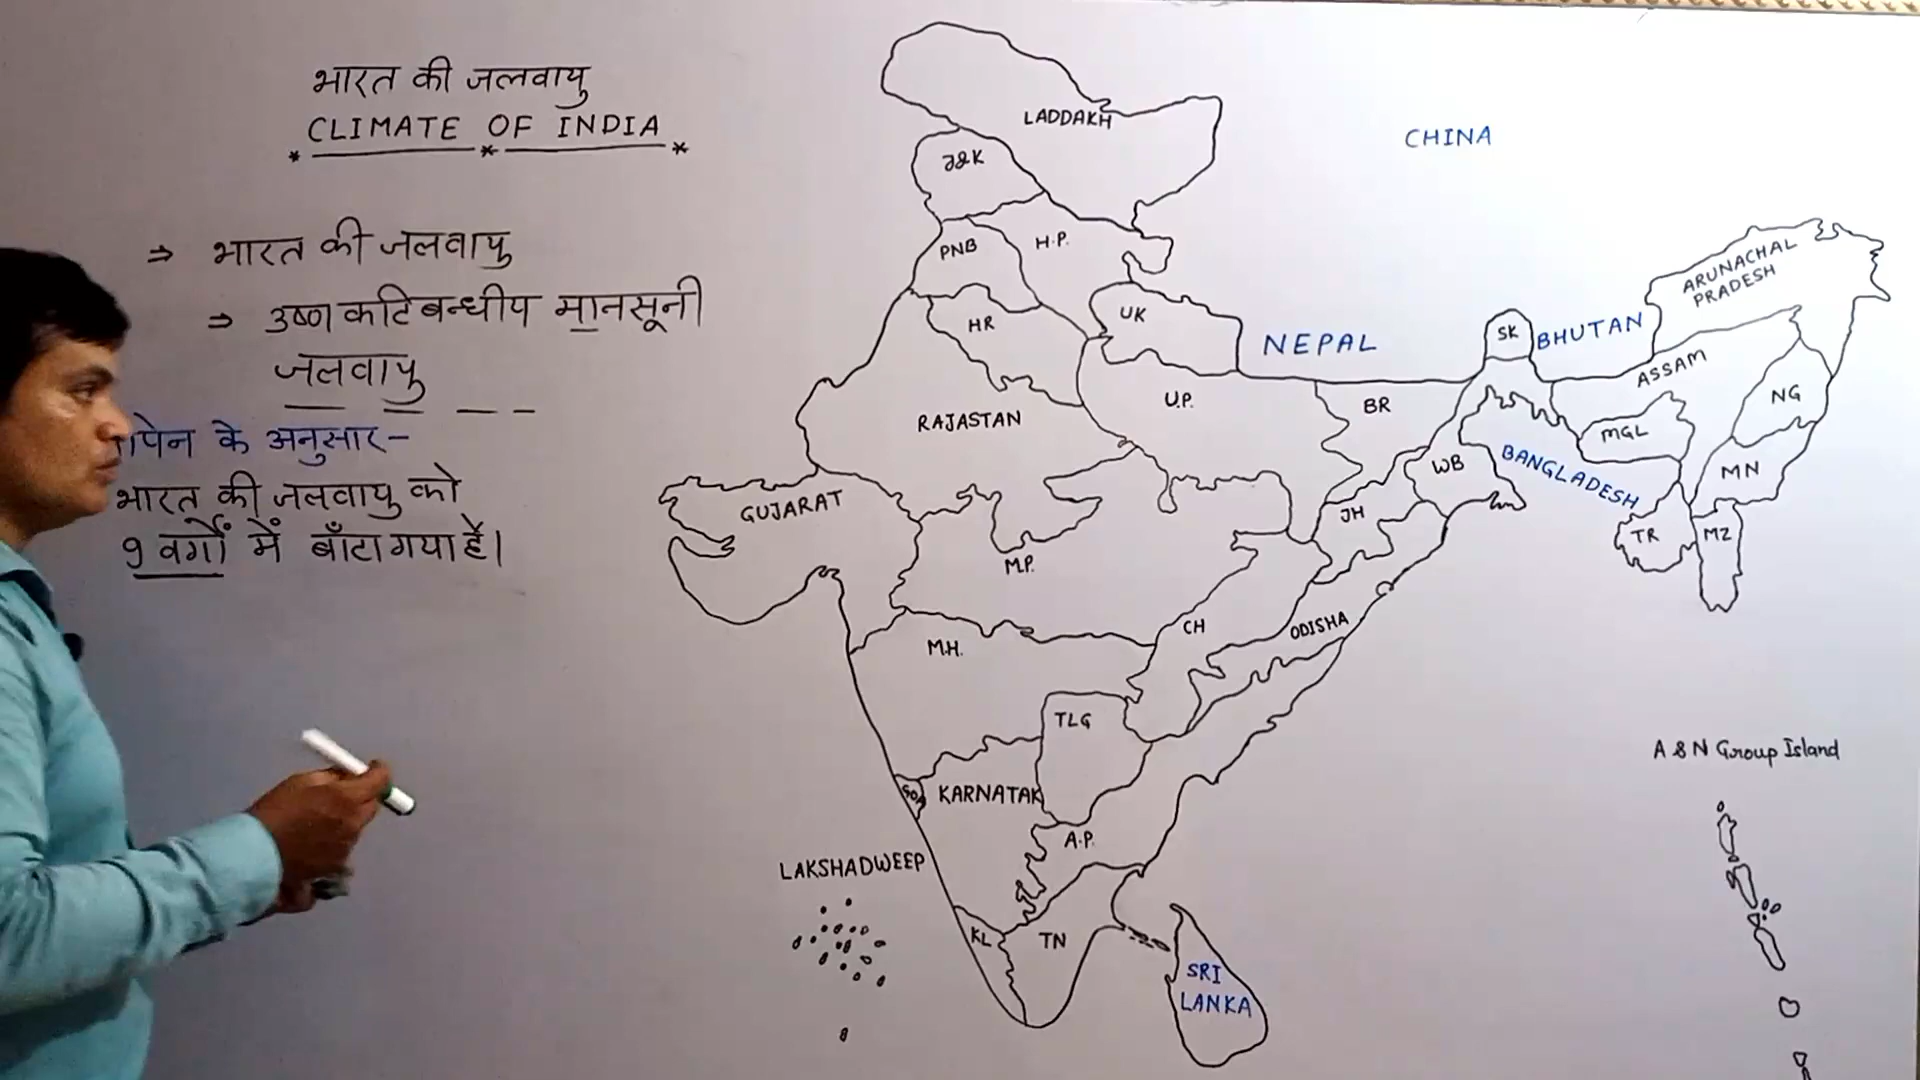 भारत की जलवायु
CLIMATE OF INDIA
⇒ भारत की जलवायु
⇒ उष्ण कटिबन्धीय मानसूनी
जलवायु
के अनुसार-
भारत की जलवायु को
9 वर्गों में बाँटा गया है।
LADDAKH
CHINA
J&K
PNB
H.P.
ARUNACHAL
PRADESH
HR
UK
NEPAL
SK
BHUTAN
ASSAM
RAJASTAN
U.P.
BR
NG
MGL
WB
BANGLADESH
MN
GUJARAT
JH
TR
MZ
M.P.
CH
ODISHA
M.H.
TLG
A & N Group Island
GOA
KARNATAK
A.P.
LAKSHADWEEP
KL
TN
SRI
LANKA